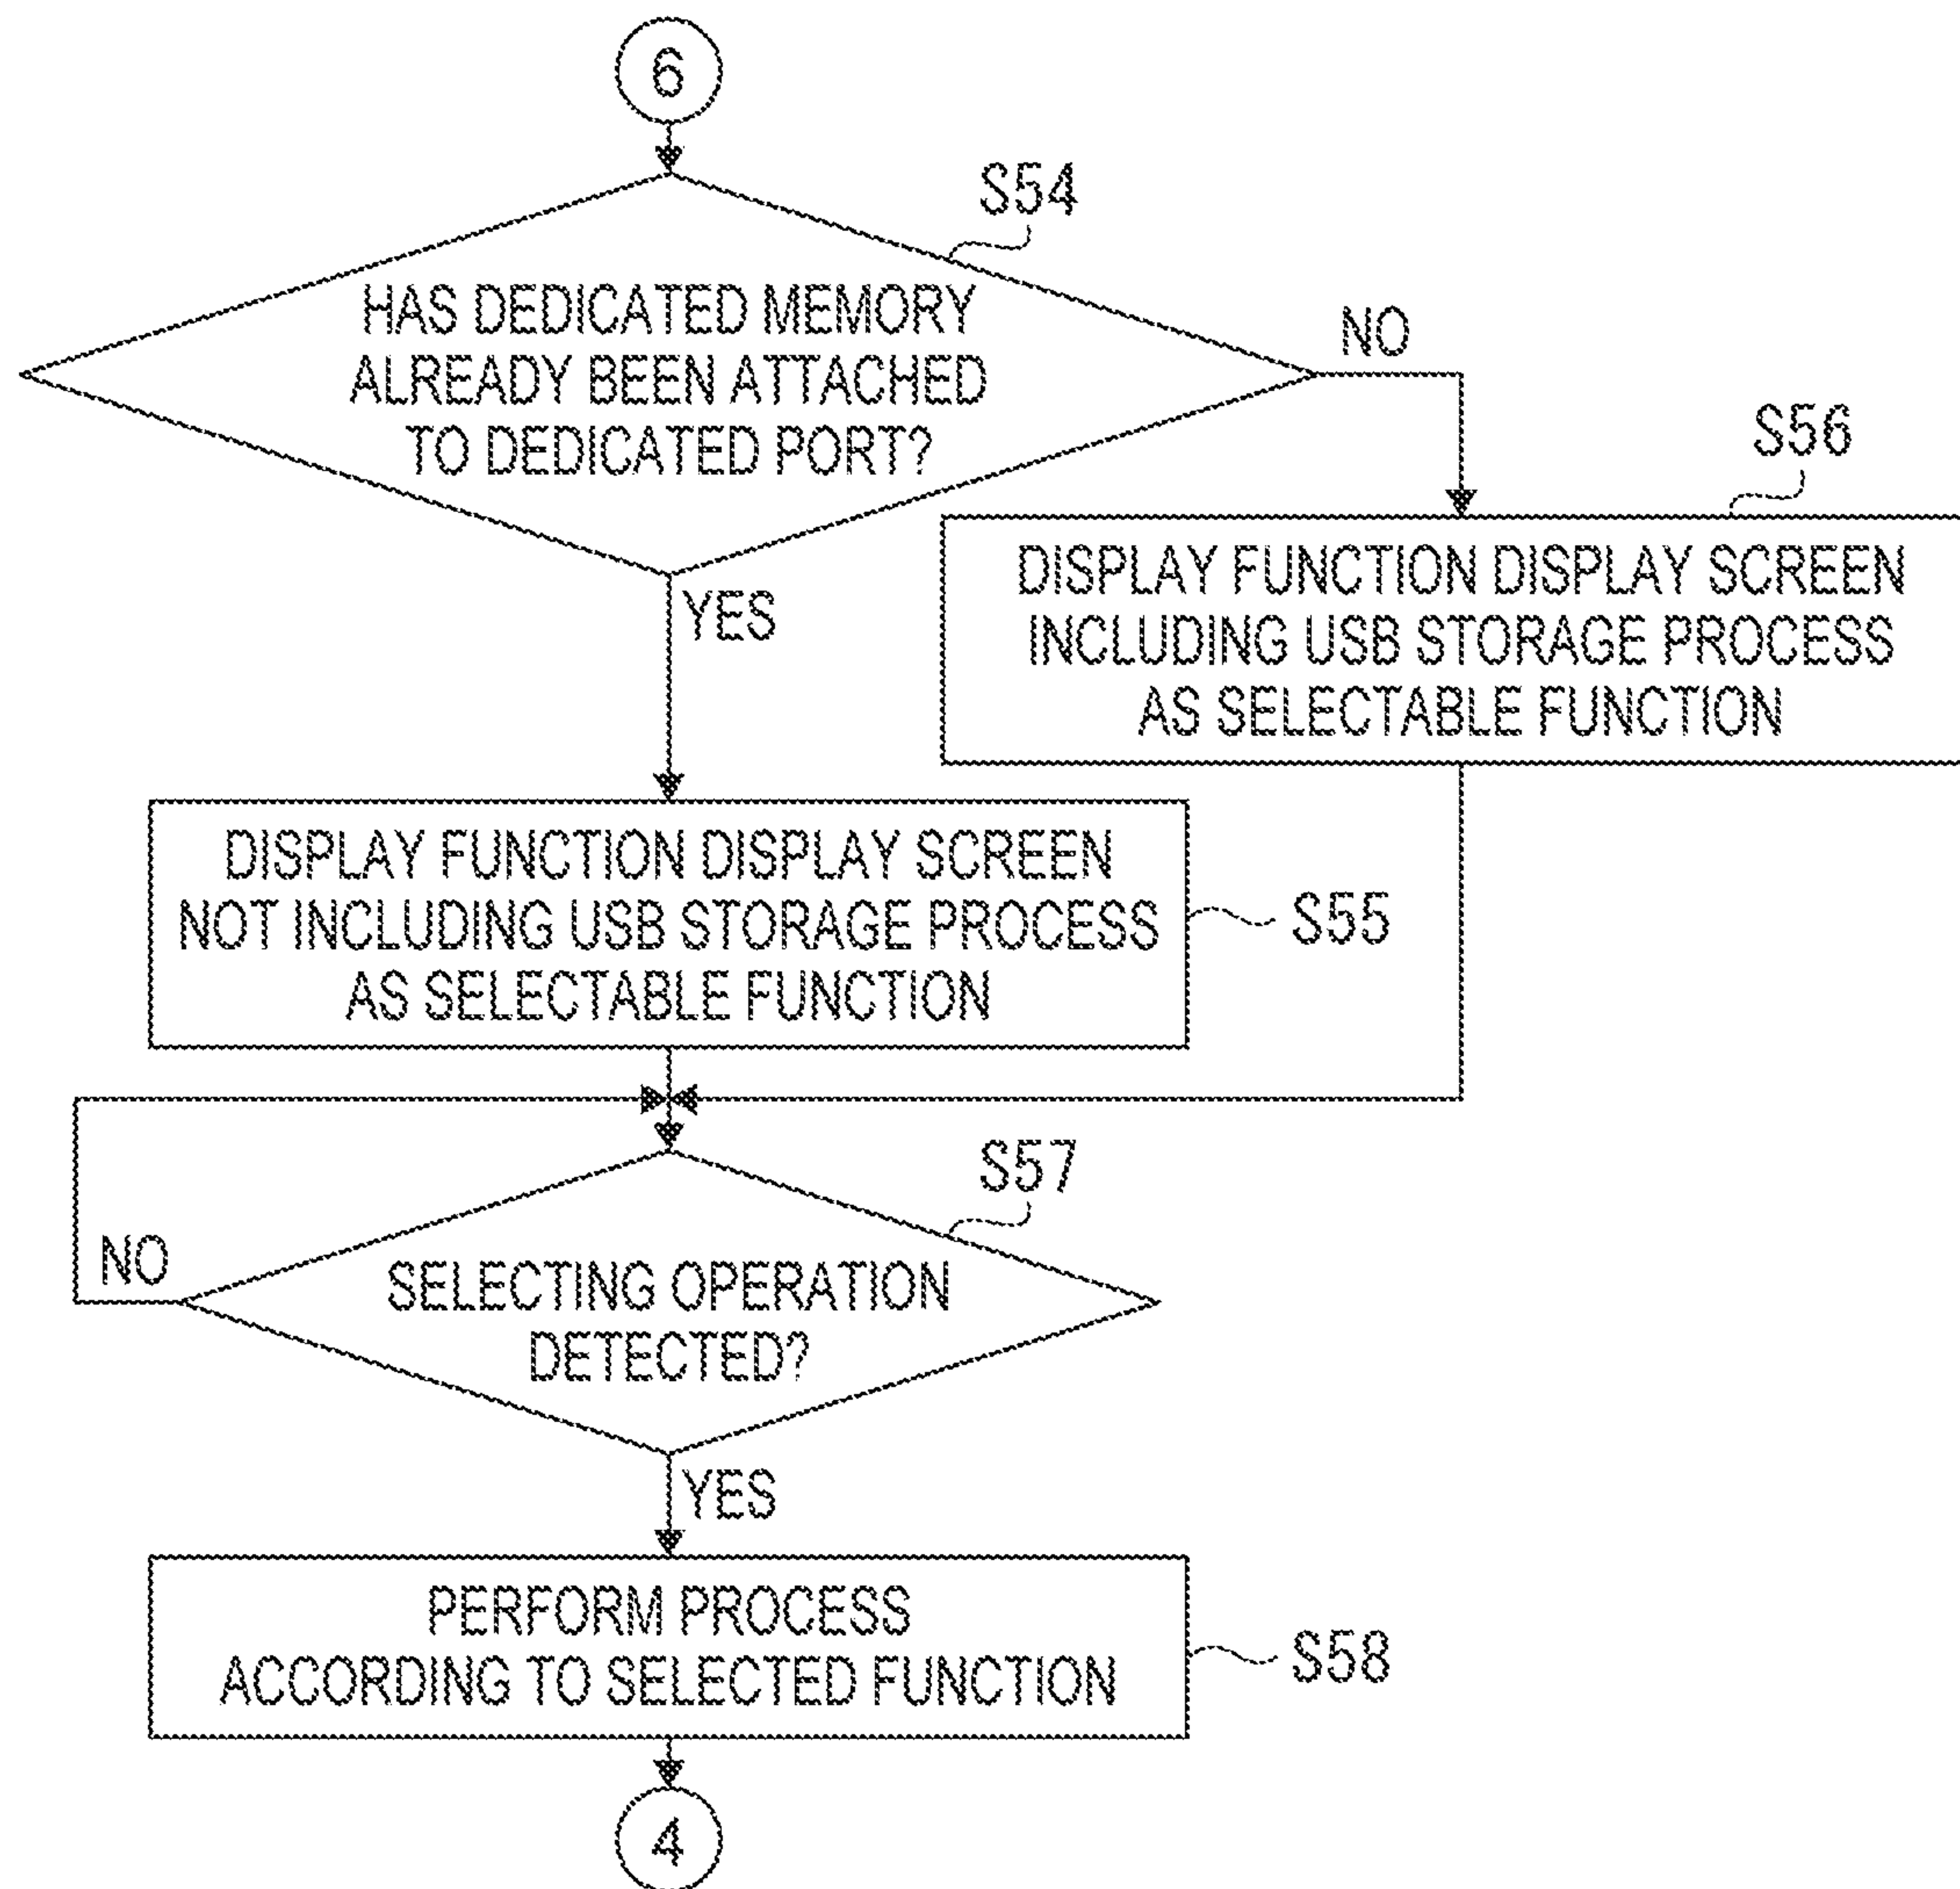 6
S54
HAS DEDICATED MEMORY
ALREADY BEEN ATTACHED
TO DEDICATED PORT?
NO
YES
S56
DISPLAY FUNCTION DISPLAY SCREEN
INCLUDING USB STORAGE PROCESS
AS SELECTABLE FUNCTION
DISPLAY FUNCTION DISPLAY SCREEN
NOT INCLUDING USB STORAGE PROCESS
AS SELECTABLE FUNCTION
S55
S57
NO
SELECTING OPERATION
DETECTED?
YES
PERFORM PROCESS
ACCORDING TO SELECTED FUNCTION
S58
4